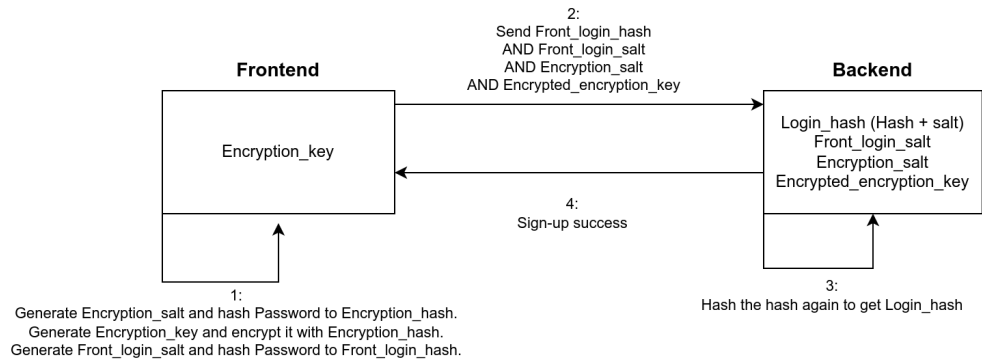 2:
Send Front_login_hash
AND Front_login_salt
AND Encryption_salt
AND Encrypted_encryption_key
Frontend
Backend
Encryption_key
Login_hash (Hash + salt)
Front_login_salt
Encryption_salt
Encrypted_encryption_key
4:
Sign-up success
1:
Generate Encryption_salt and hash Password to Encryption_hash.
Generate Encryption_key and encrypt it with Encryption_hash.
Generate Front_login_salt and hash Password to Front_login_hash.
3:
Hash the hash again to get Login_hash